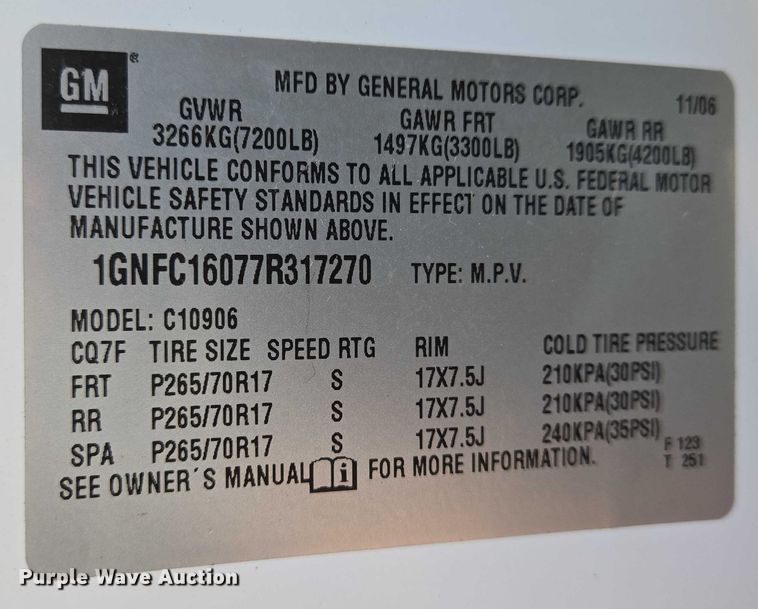 GM®
MFD BY GENERAL MOTORS CORP. 11/06
GVWR GAWR FRT GAWR RR
3266KG(7200LB) 1497KG(3300LB) 1905KG(4200LB)
THIS VEHICLE CONFORMS TO ALL APPLICABLE U.S. FEDERAL MOTOR
VEHICLE SAFETY STANDARDS IN EFFECT ON THE DATE OF
MANUFACTURE SHOWN ABOVE.
1GNFC16077R317270 TYPE: M.P.V.
MODEL: C10906
CQ7F TIRE SIZE SPEED RTG RIM COLD TIRE PRESSURE
FRT P265/70R17 S 17X7.5J 210KPA(30PSI)
RR P265/70R17 S 17X7.5J 210KPA(30PSI)
SPA P265/70R17 S 17X7.5J 240KPA(35PSI)
F 123
T 251
SEE OWNER'S MANUAL i FOR MORE INFORMATION.
Purple Wave Auction